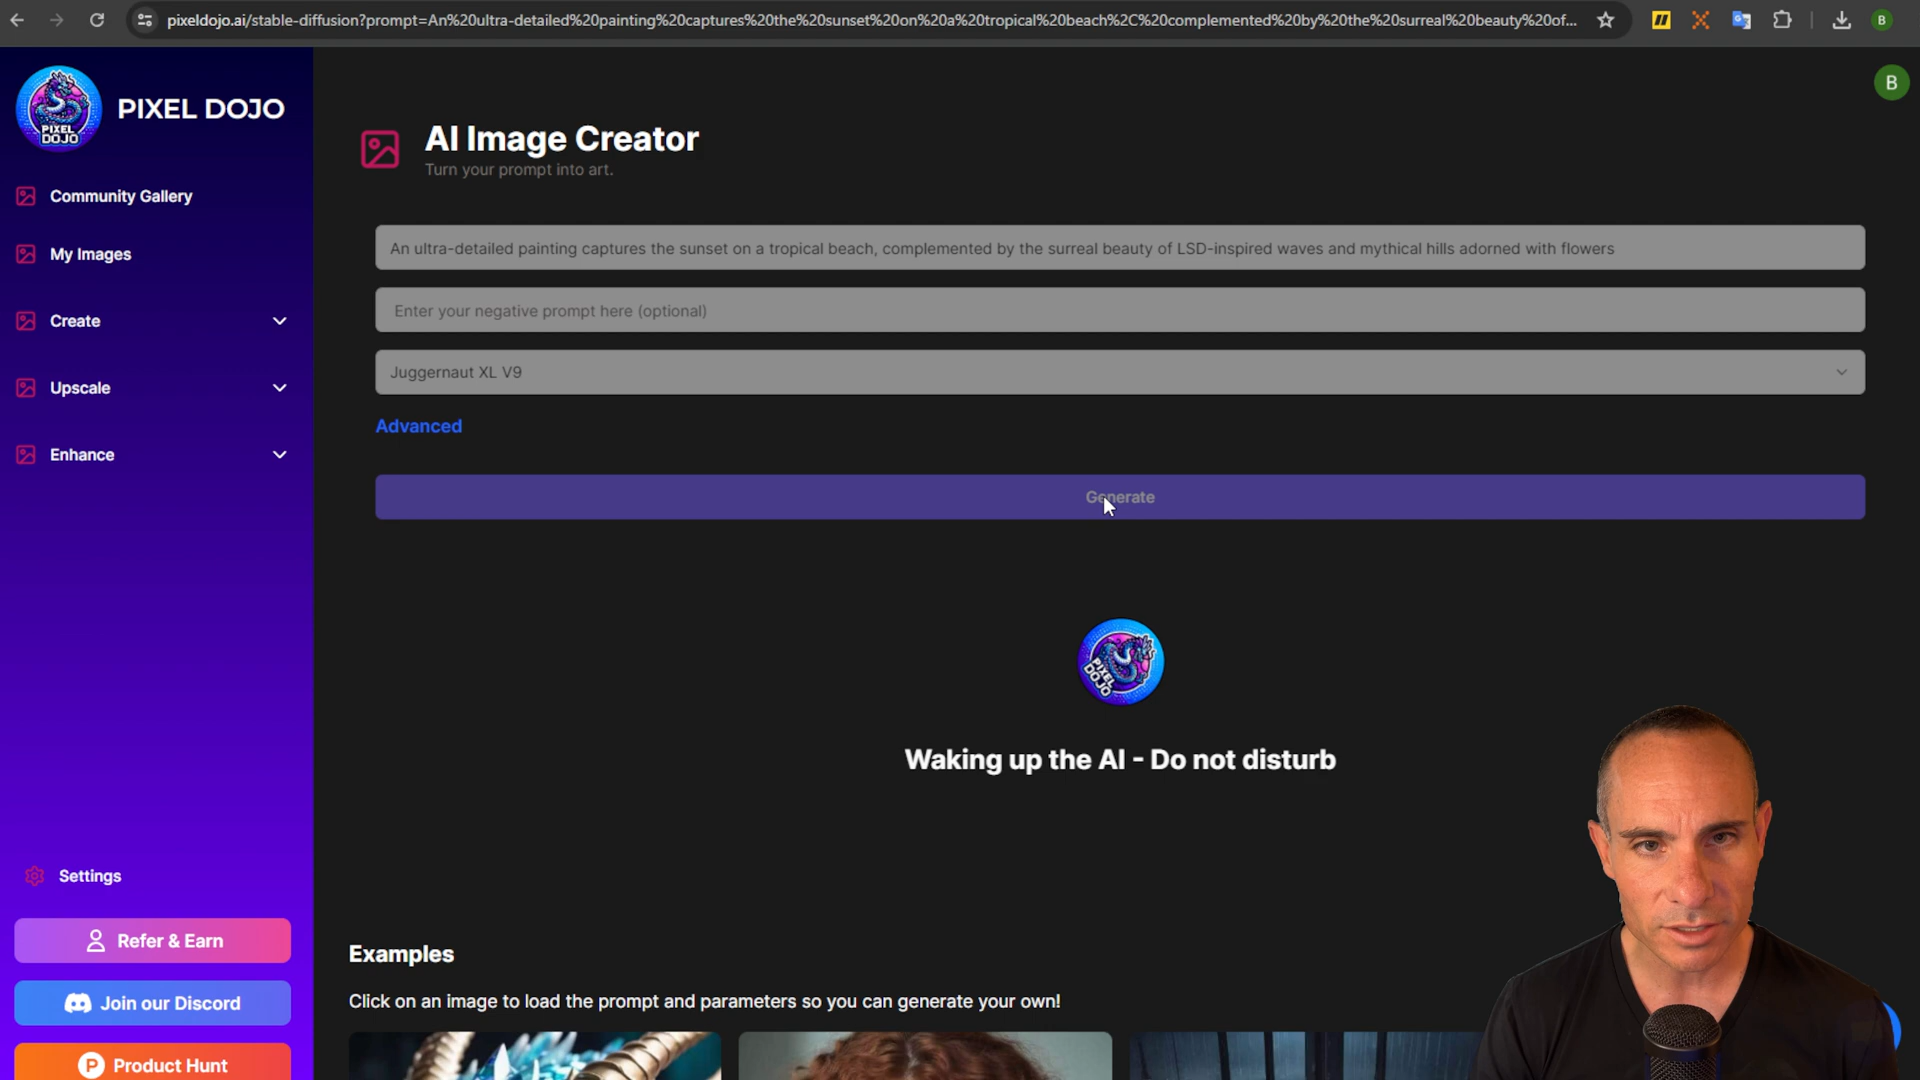 pixeldojo.ai/stable-diffusion?prompt=An%20ultra-detailed%20painting%20captures%20the%20sunset%20on%20a%20tropical%20beach%2C%20complemented%20by%20the%20surreal%20beauty%20of...
B
PIXEL DOJO
PIXEL DOJO
B
AI Image Creator
Turn your prompt into art.
Community Gallery
My Images
Create
Upscale
Enhance
An ultra-detailed painting captures the sunset on a tropical beach, complemented by the surreal beauty of LSD-inspired waves and mythical hills adorned with flowers
Enter your negative prompt here (optional)
Juggernaut XL V9
Advanced
Generate
PIXEL DOJO
Waking up the AI - Do not disturb
Settings
Refer & Earn
Join our Discord
P Product Hunt
Examples
Click on an image to load the prompt and parameters so you can generate your own!